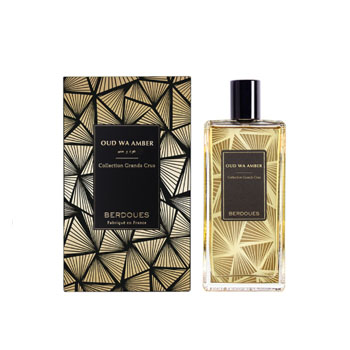 OUD WA AMBER
Collection Grands Crus
BERDOUES
Fabriqué en France
OUD WA AMBER
Collection Grands Crus
BERDOUES